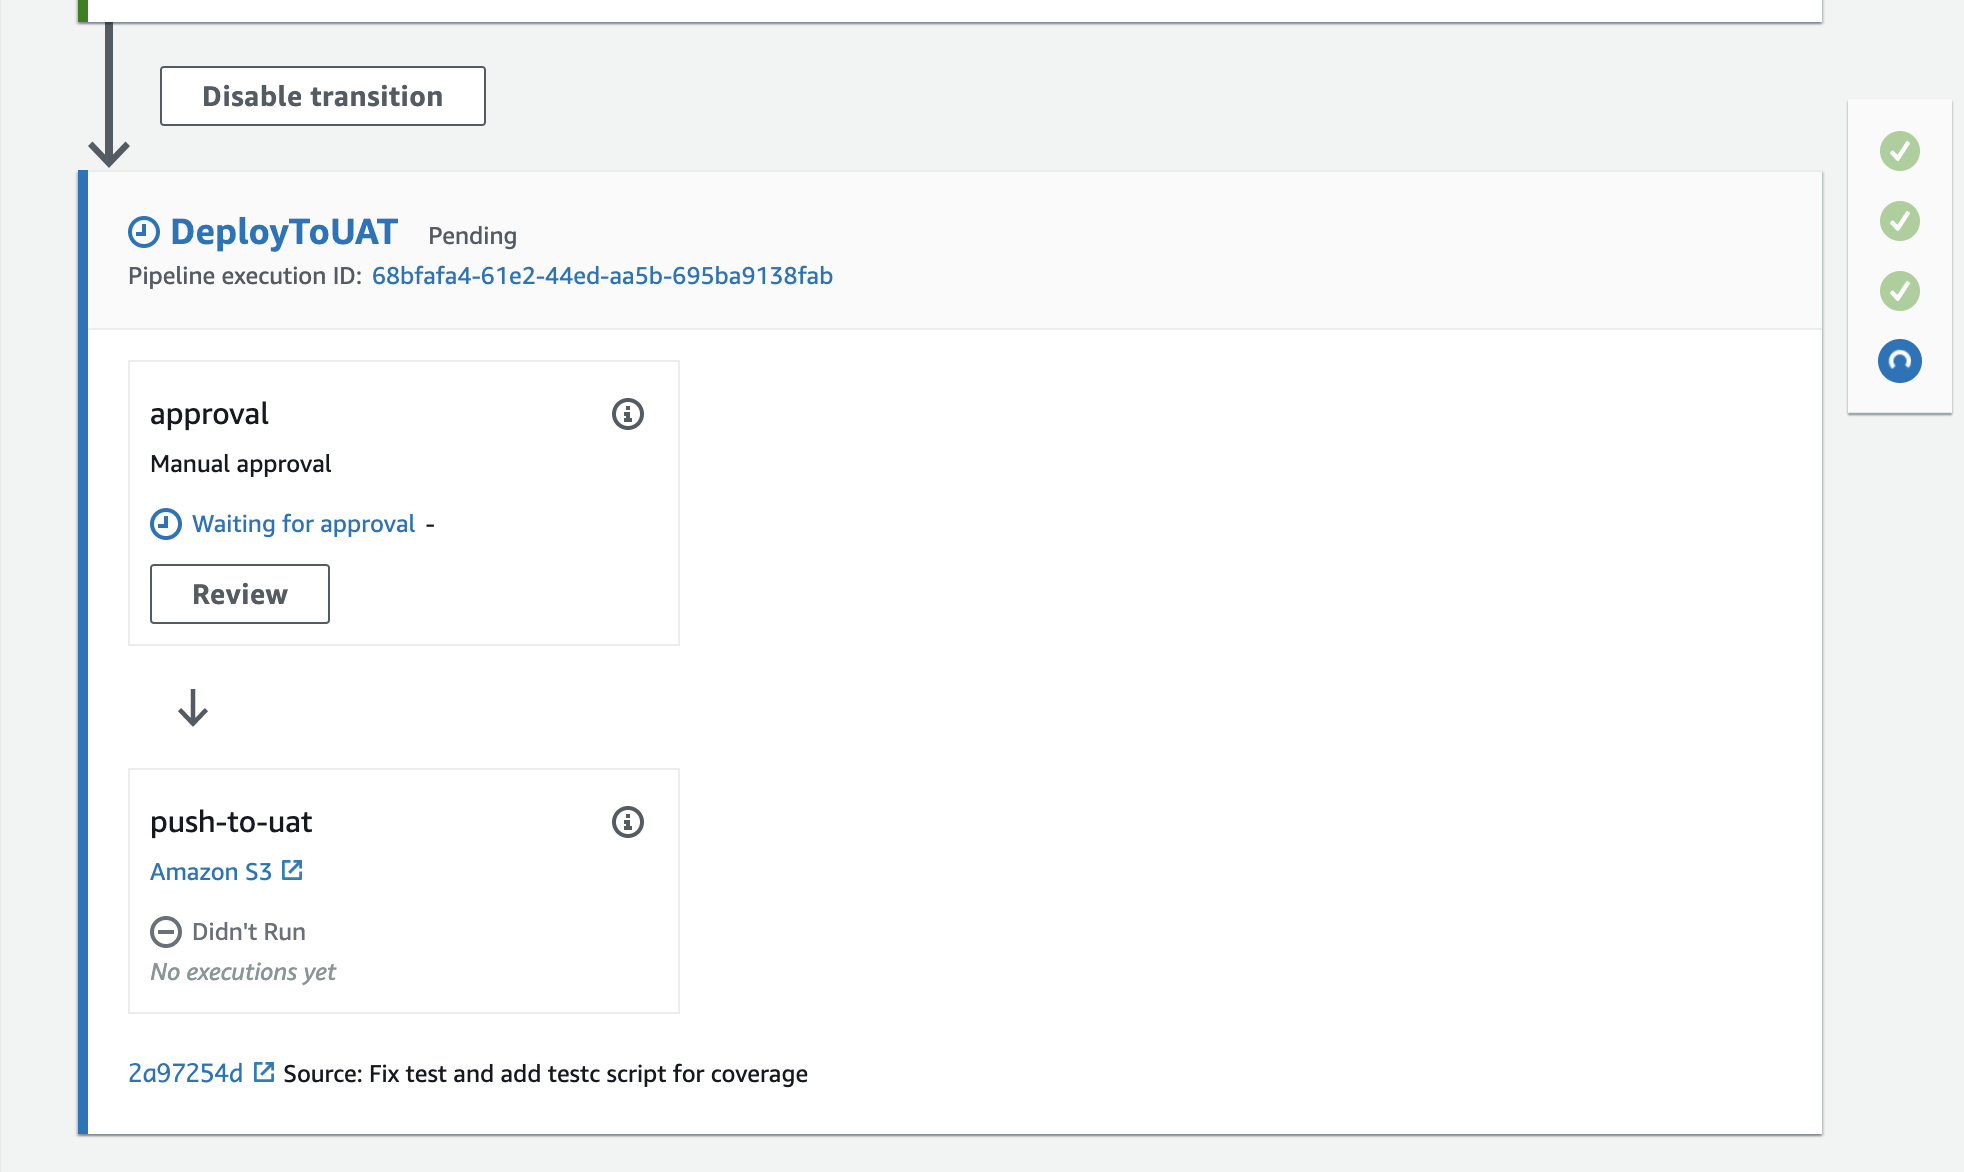 Disable transition
DeployToUAT Pending
Pipeline execution ID: 68bfafa4-61e2-44ed-aa5b-695ba9138fab
approval
Manual approval
Waiting for approval -
Review
push-to-uat
Amazon S3
Didn't Run
No executions yet
2a97254d Source: Fix test and add testc script for coverage